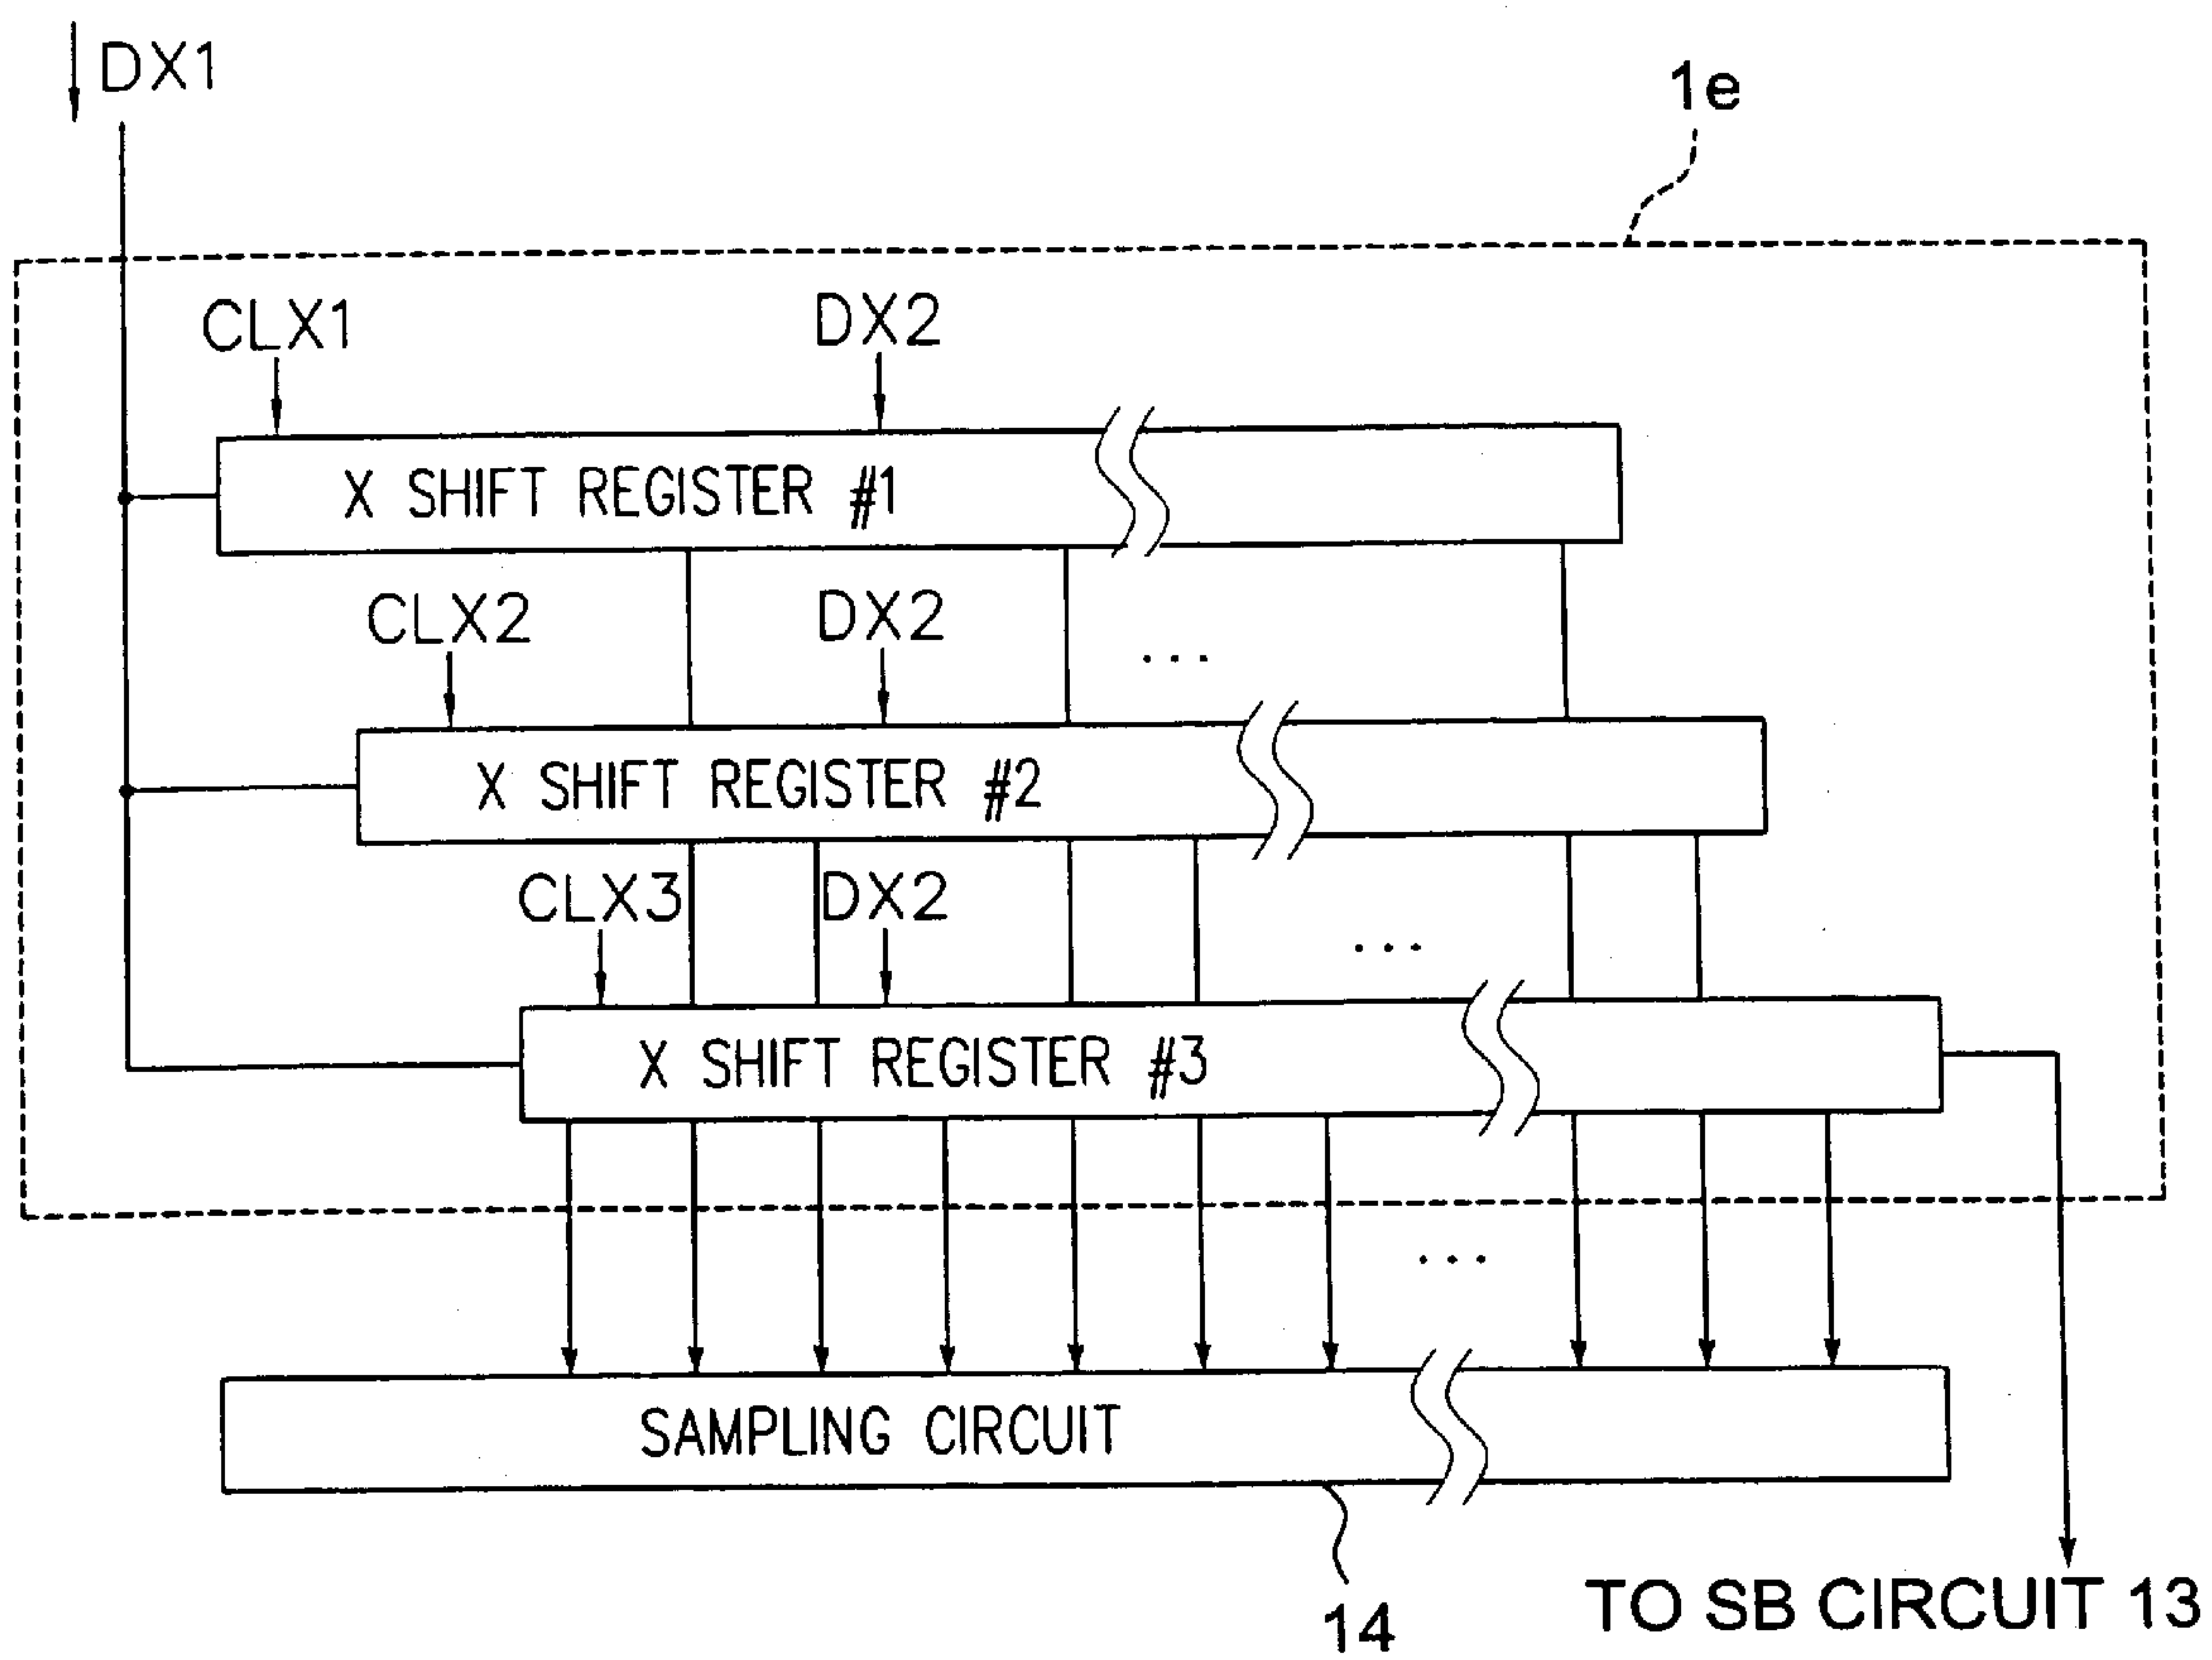 DX1
1e
CLX1
DX2
X SHIFT REGISTER #1
CLX2
DX2
...
X SHIFT REGISTER #2
CLX3
DX2
...
X SHIFT REGISTER #3
...
SAMPLING CIRCUIT
14
TO SB CIRCUIT 13